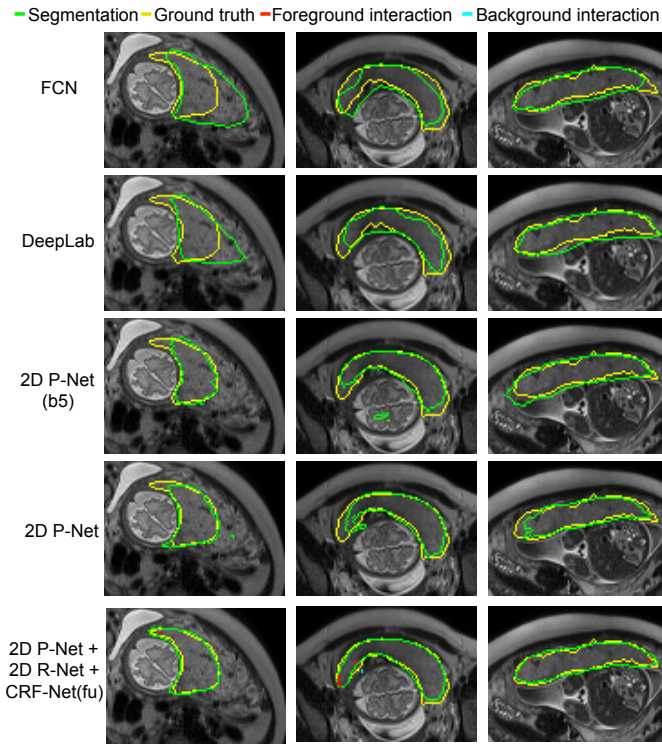 Segmentation Ground truth Foreground interaction Background interaction
FCN
DeepLab
2D P-Net
(b5)
2D P-Net
2D P-Net +
2D R-Net +
CRF-Net(fu)